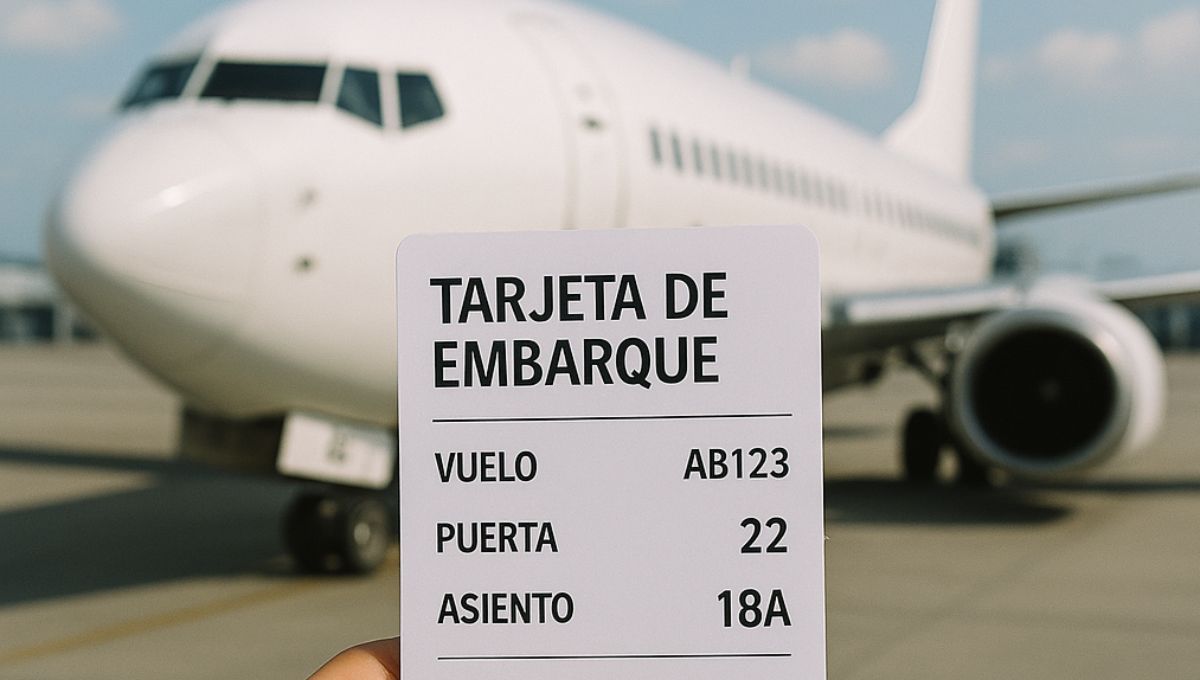 TARJETA DE
EMBARQUE
VUELO AB123
PUERTA 22
ASIENTO 18A